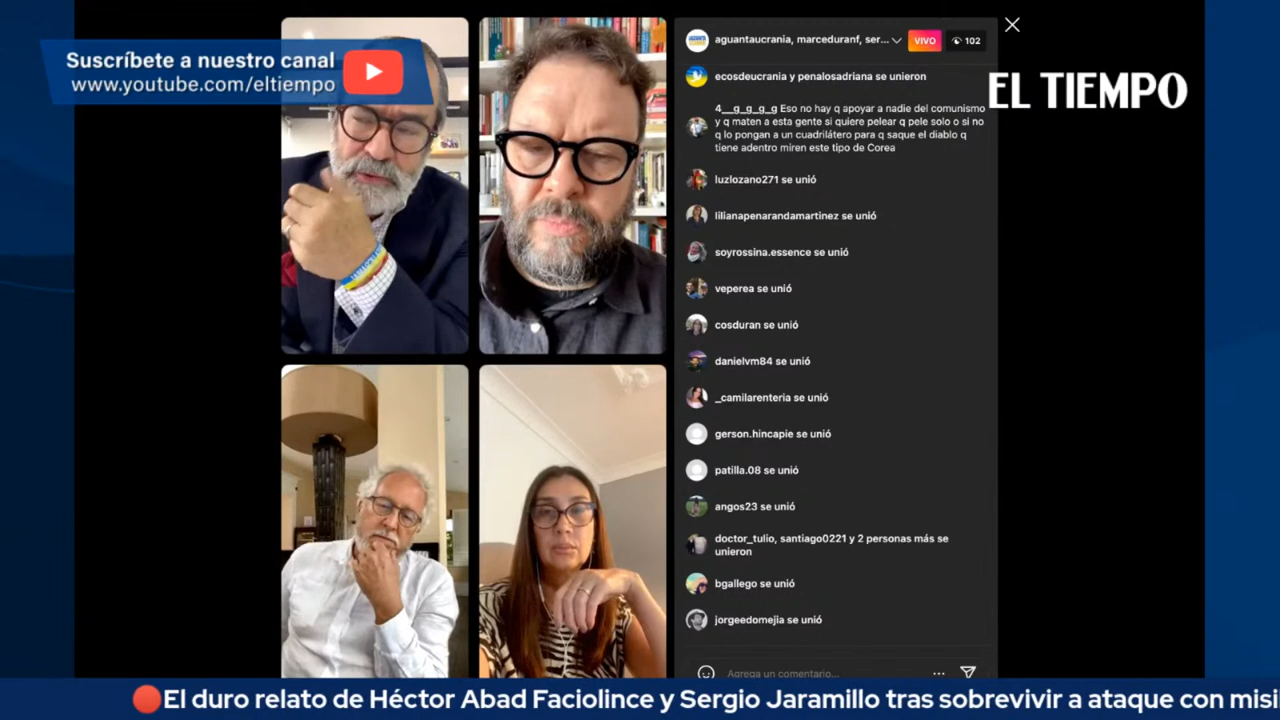 Suscríbete a nuestro canal
www.youtube.com/eltiempo
aguantaucrania, marceduranf, ser...
VIVO
102
EL TIEMPO
ecosdeucrania y penalosadriana se unieron
4__g_g_g_g Eso no hay q apoyar a nadie del comunismo
y q maten a esta gente si quiere pelear q pele solo o si no
q lo pongan a un cuadrilátero para q saque el diablo q
tiene adentro miren este tipo de Corea
luzlozano271 se unió
lilianapenarandamartinez se unió
soyrossina.essence se unió
veperea se unió
cosduran se unió
danielvm84 se unió
_camilarenteria se unió
gerson.hincapie se unió
patilla.08 se unió
angos23 se unió
doctor_tulio, santiago0221 y 2 personas más se
unieron
bgallego se unió
jorgeedomejia se unió
Agrega un comentario...
El duro relato de Héctor Abad Faciolince y Sergio Jaramillo tras sobrevivir a ataque con misi